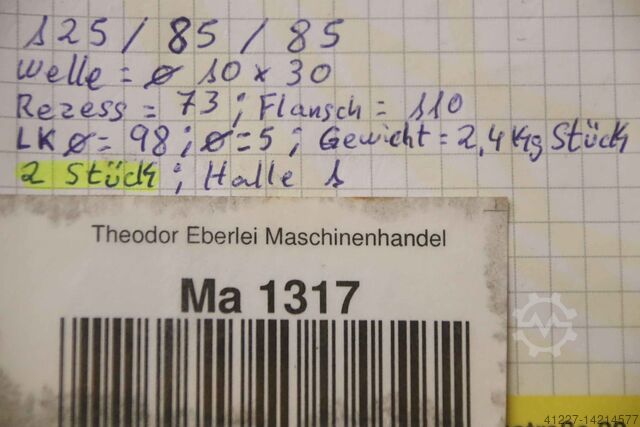 125 / 85 / 85
Welle = ø 10 x 30
Rezess = 73 ; Flansch = 110
LK ø = 98 ; ø = 5 ; Gewicht = 2,4 Kg Stück
2 Stück ; Halle 1
Theodor Eberlei Maschinenhandel
Ma 1317
41227-14214577